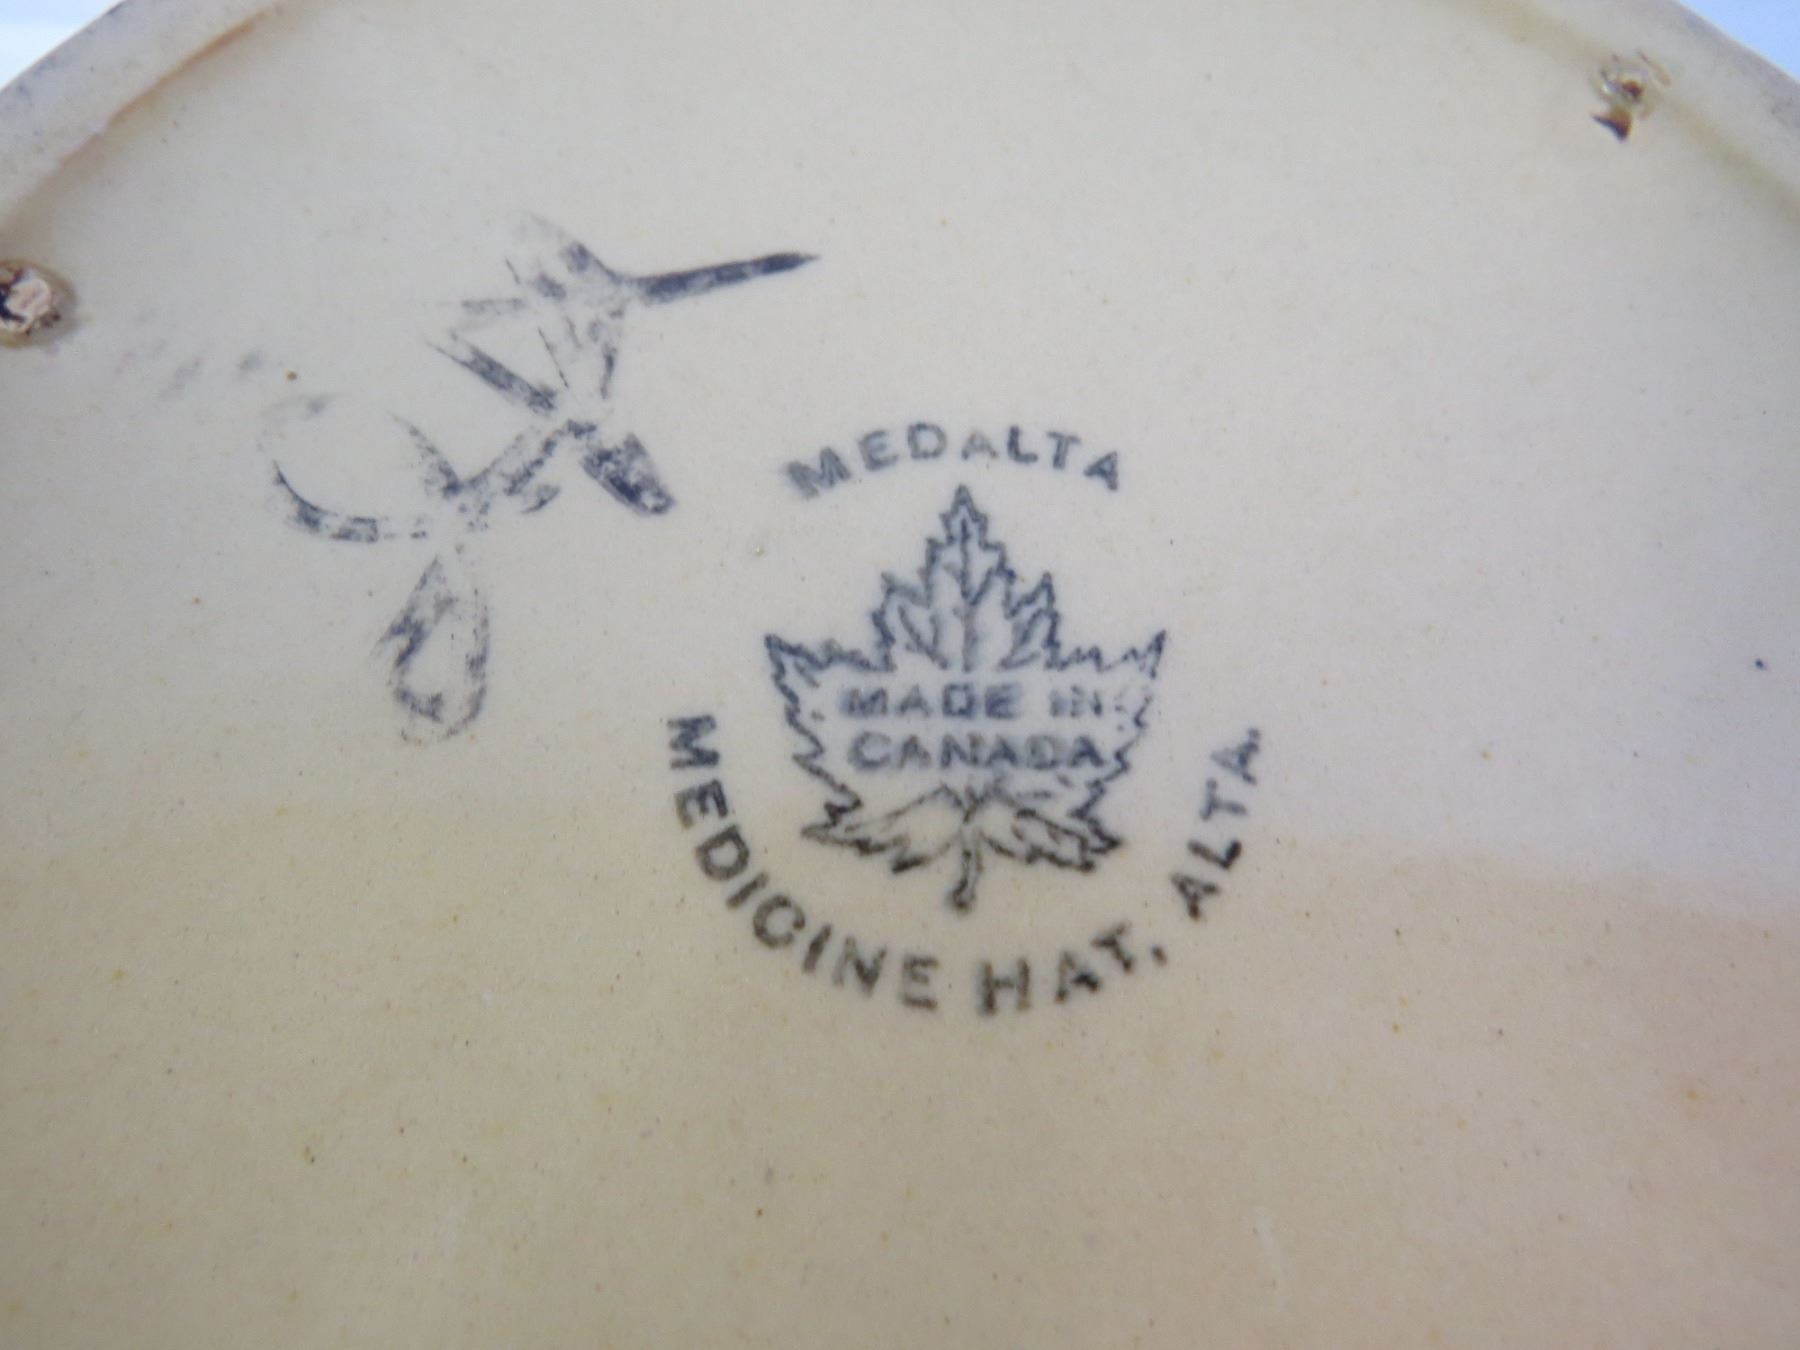 MEDALTA
MADE IN
CANADA
MEDICINE HAT, ALTA.